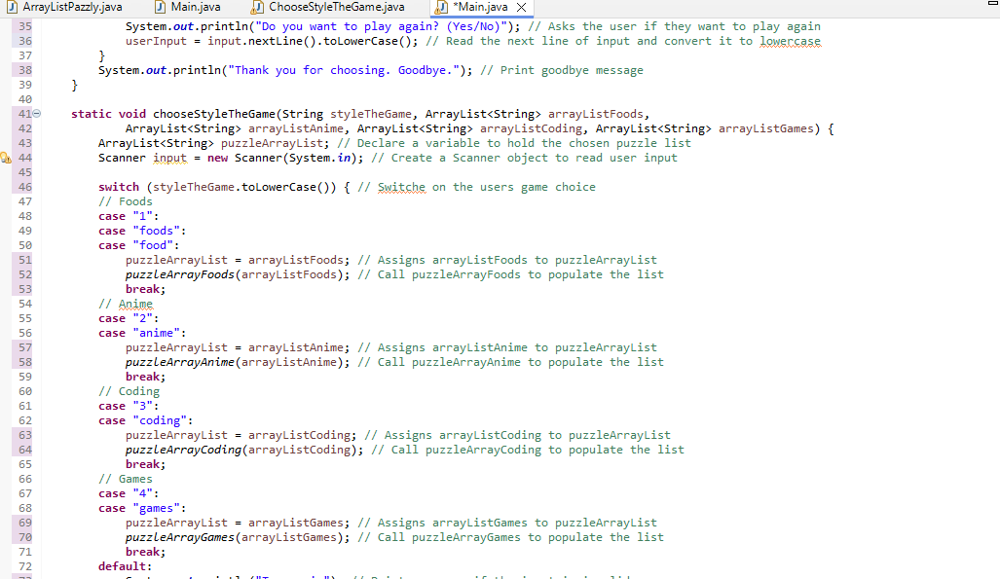 ArrayListPazzly.java Main.java ChooseStyleTheGame.java *Main.java
35 System.out.println("Do you want to play again? (Yes/No)"); // Asks the user if they want to play again
36 userInput = input.nextLine().toLowerCase(); // Read the next line of input and convert it to lowercase
37 }
38 System.out.println("Thank you for choosing. Goodbye."); // Print goodbye message
39 }
40
41 static void chooseStyleTheGame(String styleTheGame, ArrayList<String> arrayListFoods,
42 ArrayList<String> arrayListAnime, ArrayList<String> arrayListCoding, ArrayList<String> arrayListGames) {
43 ArrayList<String> puzzleArrayList; // Declare a variable to hold the chosen puzzle list
44 Scanner input = new Scanner(System.in); // Create a Scanner object to read user input
45
46 switch (styleTheGame.toLowerCase()) { // Switche on the users game choice
47 // Foods
48 case "1":
49 case "foods":
50 case "food":
51 puzzleArrayList = arrayListFoods; // Assigns arrayListFoods to puzzleArrayList
52 puzzleArrayFoods(arrayListFoods); // Call puzzleArrayFoods to populate the list
53 break;
54 // Anime
55 case "2":
56 case "anime":
57 puzzleArrayList = arrayListAnime; // Assigns arrayListAnime to puzzleArrayList
58 puzzleArrayAnime(arrayListAnime); // Call puzzleArrayAnime to populate the list
59 break;
60 // Coding
61 case "3":
62 case "coding":
63 puzzleArrayList = arrayListCoding; // Assigns arrayListCoding to puzzleArrayList
64 puzzleArrayCoding(arrayListCoding); // Call puzzleArrayCoding to populate the list
65 break;
66 // Games
67 case "4":
68 case "games":
69 puzzleArrayList = arrayListGames; // Assigns arrayListGames to puzzleArrayList
70 puzzleArrayGames(arrayListGames); // Call puzzleArrayGames to populate the list
71 break;
72 default: